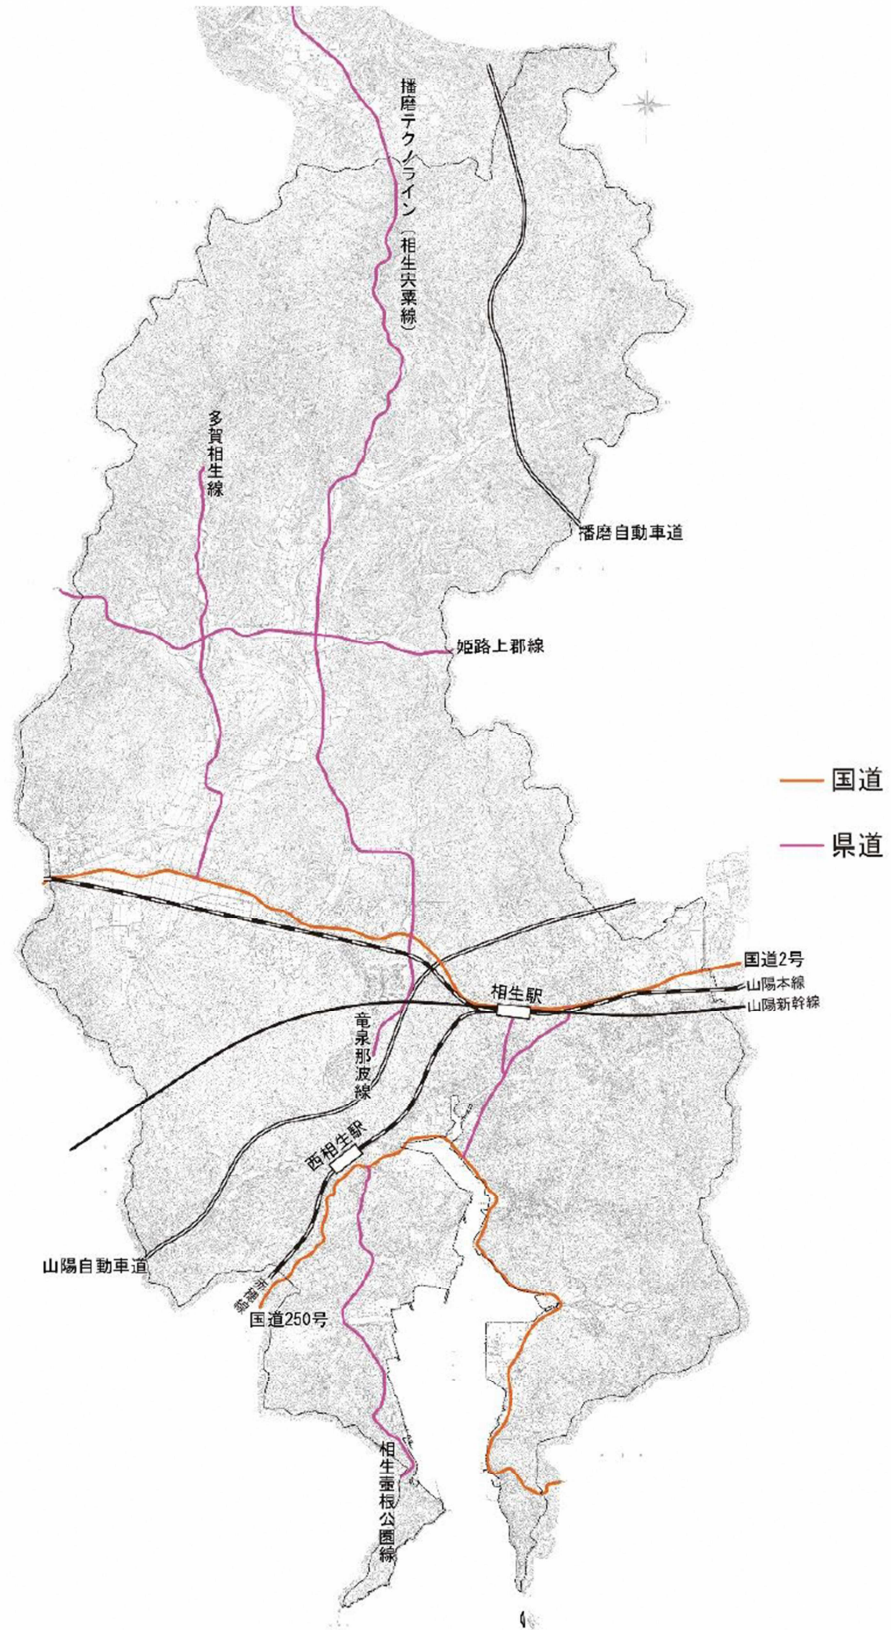 播磨テクノライン（相生宍粟線）
多賀相生線
播磨自動車道
姫路上郡線
国道
県道
国道2号
山陽本線
相生駅
山陽新幹線
竜泉那波線
西相生駅
山陽自動車道
赤穂線
国道250号
相生壷根公園線